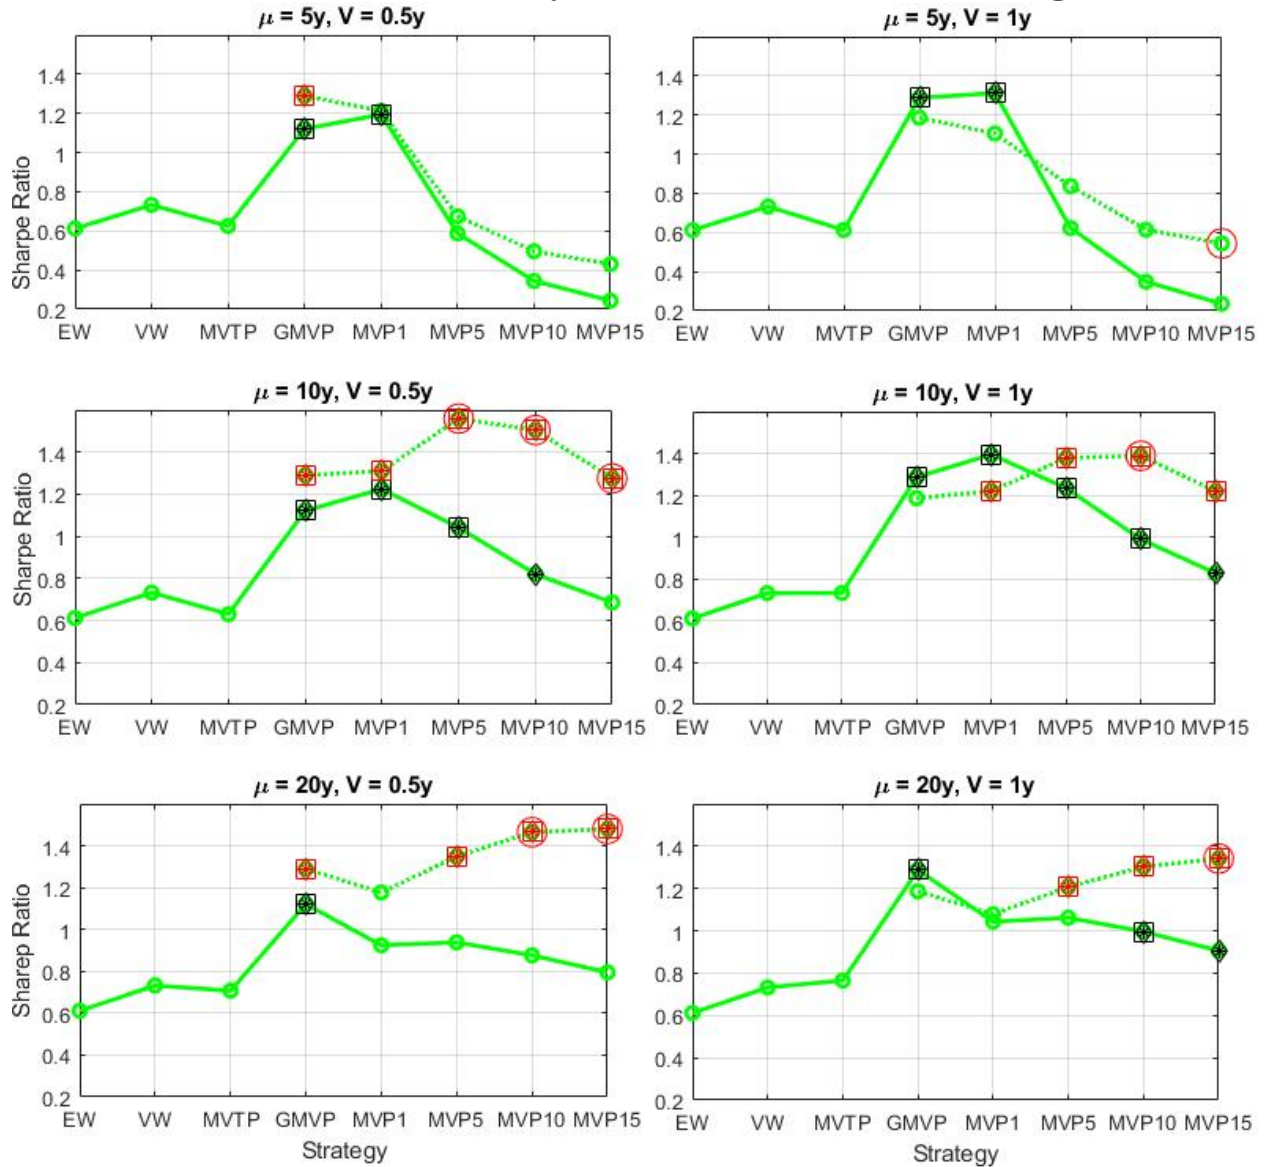 μ = 5y, V = 0.5y
Sharpe Ratio
1.4
1.2
1
0.8
0.6
0.4
0.2
EW VW MVTP GMVP MVP1 MVP5 MVP10 MVP15
μ = 5y, V = 1y
1.4
1.2
1
0.8
0.6
0.4
0.2
EW VW MVTP GMVP MVP1 MVP5 MVP10 MVP15
μ = 10y, V = 0.5y
Sharpe Ratio
1.4
1.2
1
0.8
0.6
0.4
0.2
EW VW MVTP GMVP MVP1 MVP5 MVP10 MVP15
μ = 10y, V = 1y
1.4
1.2
1
0.8
0.6
0.4
0.2
EW VW MVTP GMVP MVP1 MVP5 MVP10 MVP15
μ = 20y, V = 0.5y
Sharep Ratio
1.4
1.2
1
0.8
0.6
0.4
0.2
EW VW MVTP GMVP MVP1 MVP5 MVP10 MVP15
Strategy
μ = 20y, V = 1y
1.4
1.2
1
0.8
0.6
0.4
0.2
EW VW MVTP GMVP MVP1 MVP5 MVP10 MVP15
Strategy